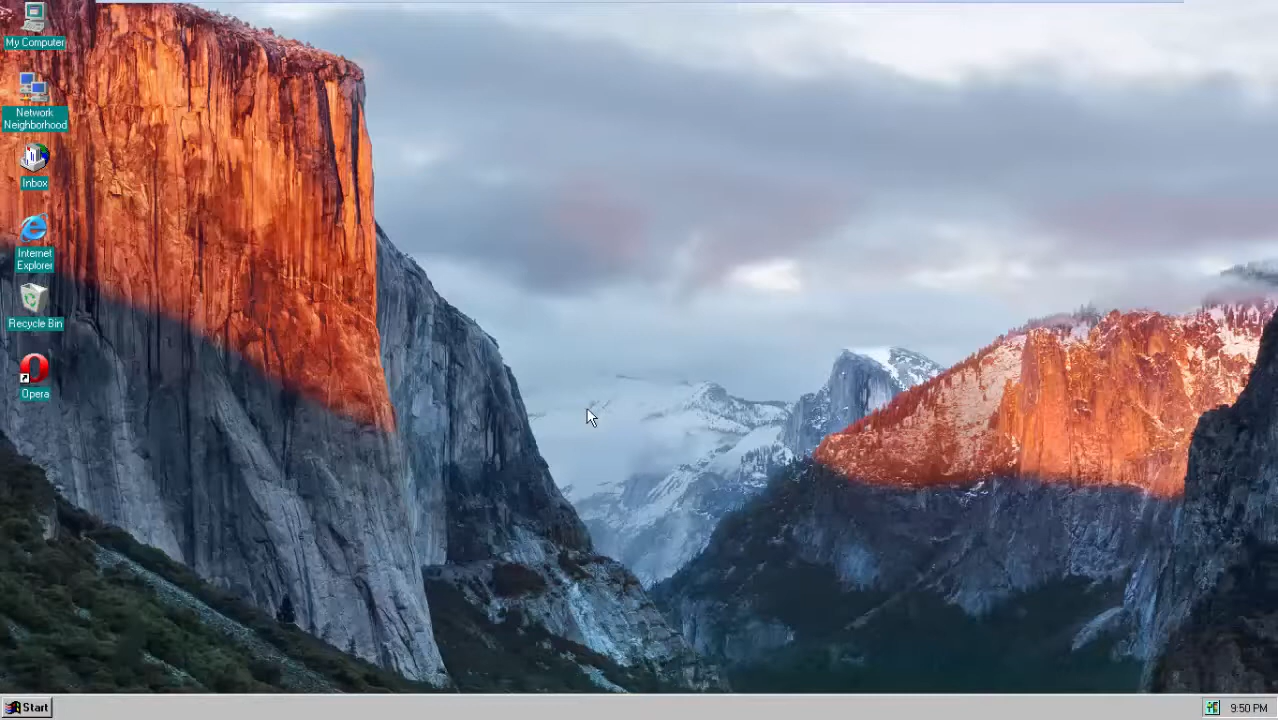 My Computer
Network
Neighborhood
Inbox
Internet
Explorer
Recycle Bin
Opera
Start
9:50 PM